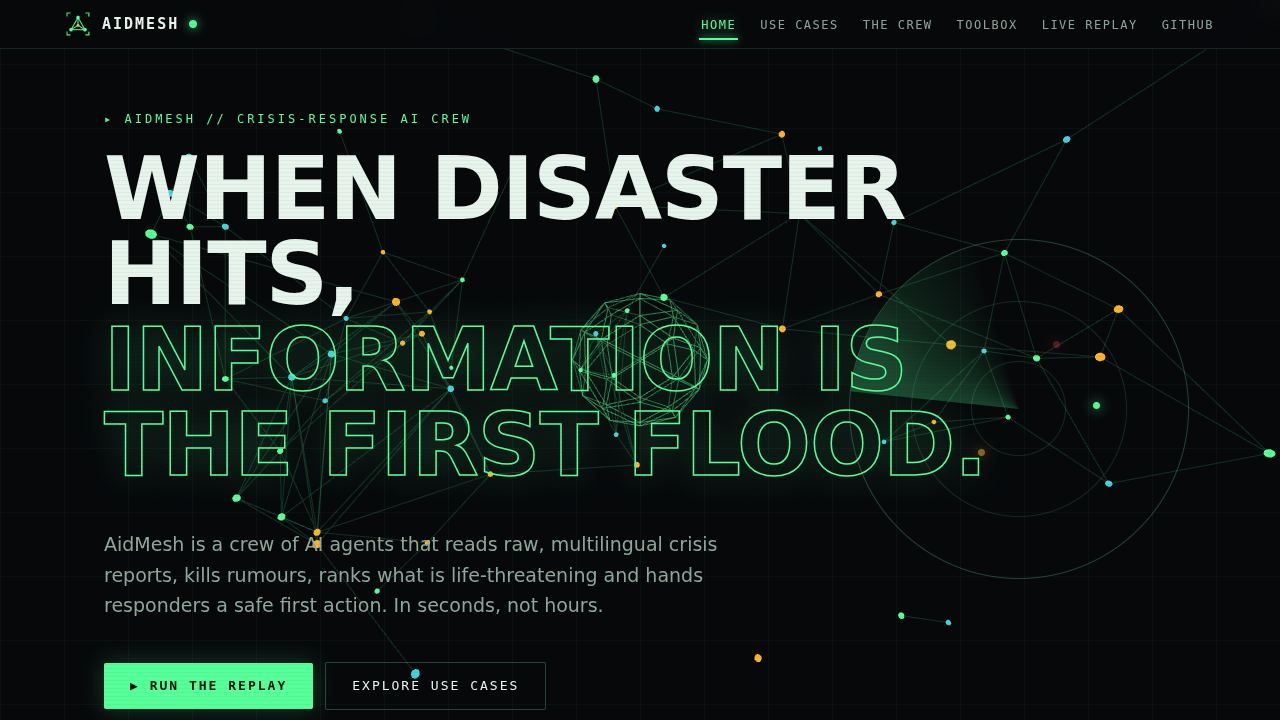 AIDMESH
HOME USE CASES THE CREW TOOLBOX LIVE REPLAY GITHUB
▸ AIDMESH // CRISIS-RESPONSE AI CREW
WHEN DISASTER
HITS,
INFORMATION IS
THE FIRST FLOOD.
AidMesh is a crew of AI agents that reads raw, multilingual crisis
reports, kills rumours, ranks what is life-threatening and hands
responders a safe first action. In seconds, not hours.
▶ RUN THE REPLAY
EXPLORE USE CASES